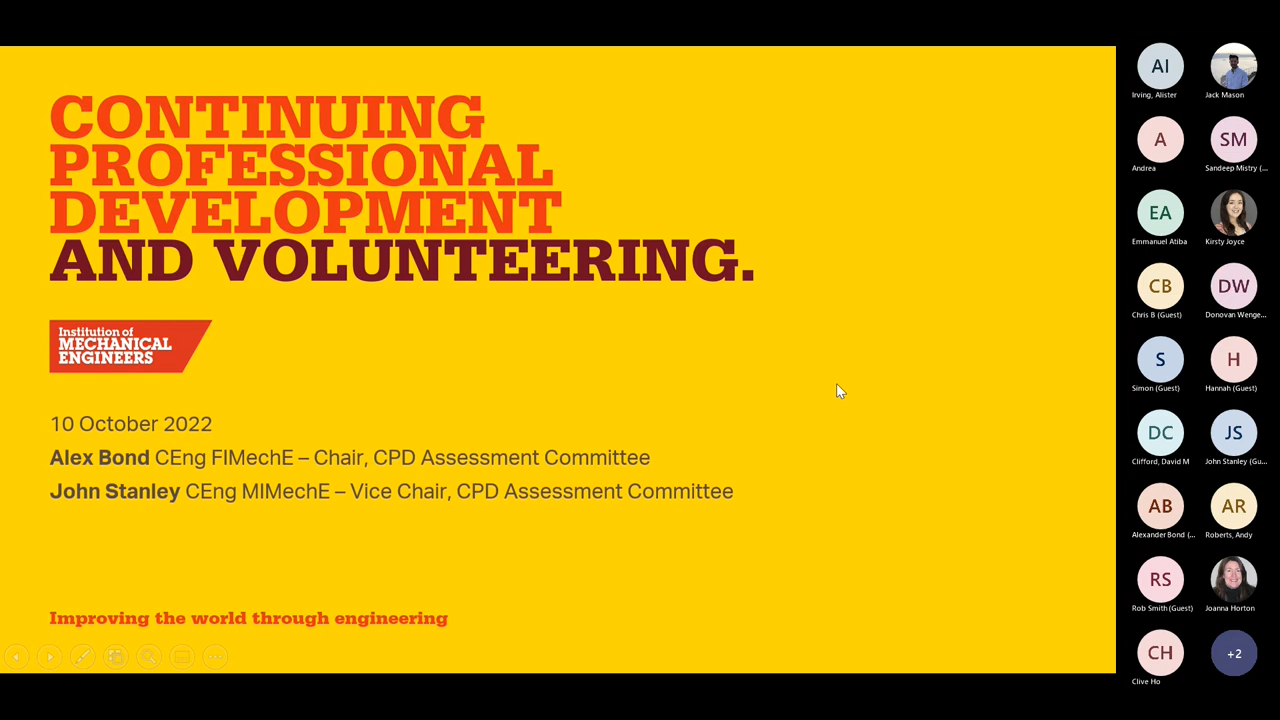 CONTINUING
PROFESSIONAL
DEVELOPMENT
AND VOLUNTEERING.
Institution of
MECHANICAL
ENGINEERS
10 October 2022
Alex Bond CEng FIMechE – Chair, CPD Assessment Committee
John Stanley CEng MIMechE – Vice Chair, CPD Assessment Committee
Improving the world through engineering
AI
Irving, Alister
Jack Mason
A
Andrea
SM
Sandeep Mistry (...
EA
Emmanuel Atiba
Kirsty Joyce
CB
Chris B (Guest)
DW
Donovan Wenge...
S
Simon (Guest)
H
Hannah (Guest)
DC
Clifford, David M
JS
John Stanley (Gu...
AB
Alexander Bond (...
AR
Roberts, Andy
RS
Rob Smith (Guest)
Joanna Horton
CH
Clive Ho
+2